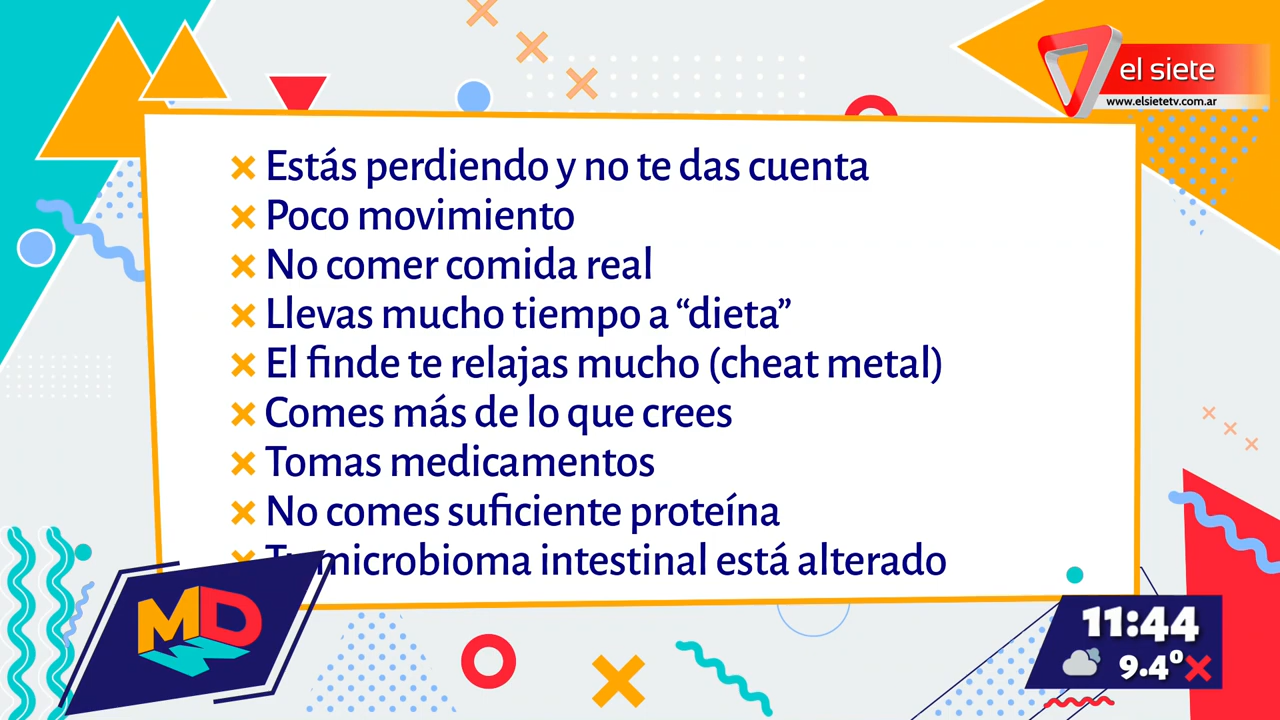 el siete
www.elsietetv.com.ar
Estás perdiendo y no te das cuenta
Poco movimiento
No comer comida real
Llevas mucho tiempo a “dieta”
El finde te relajas mucho (cheat metal)
Comes más de lo que crees
Tomas medicamentos
No comes suficiente proteína
microbioma intestinal está alterado
MD
11:44
9.4º